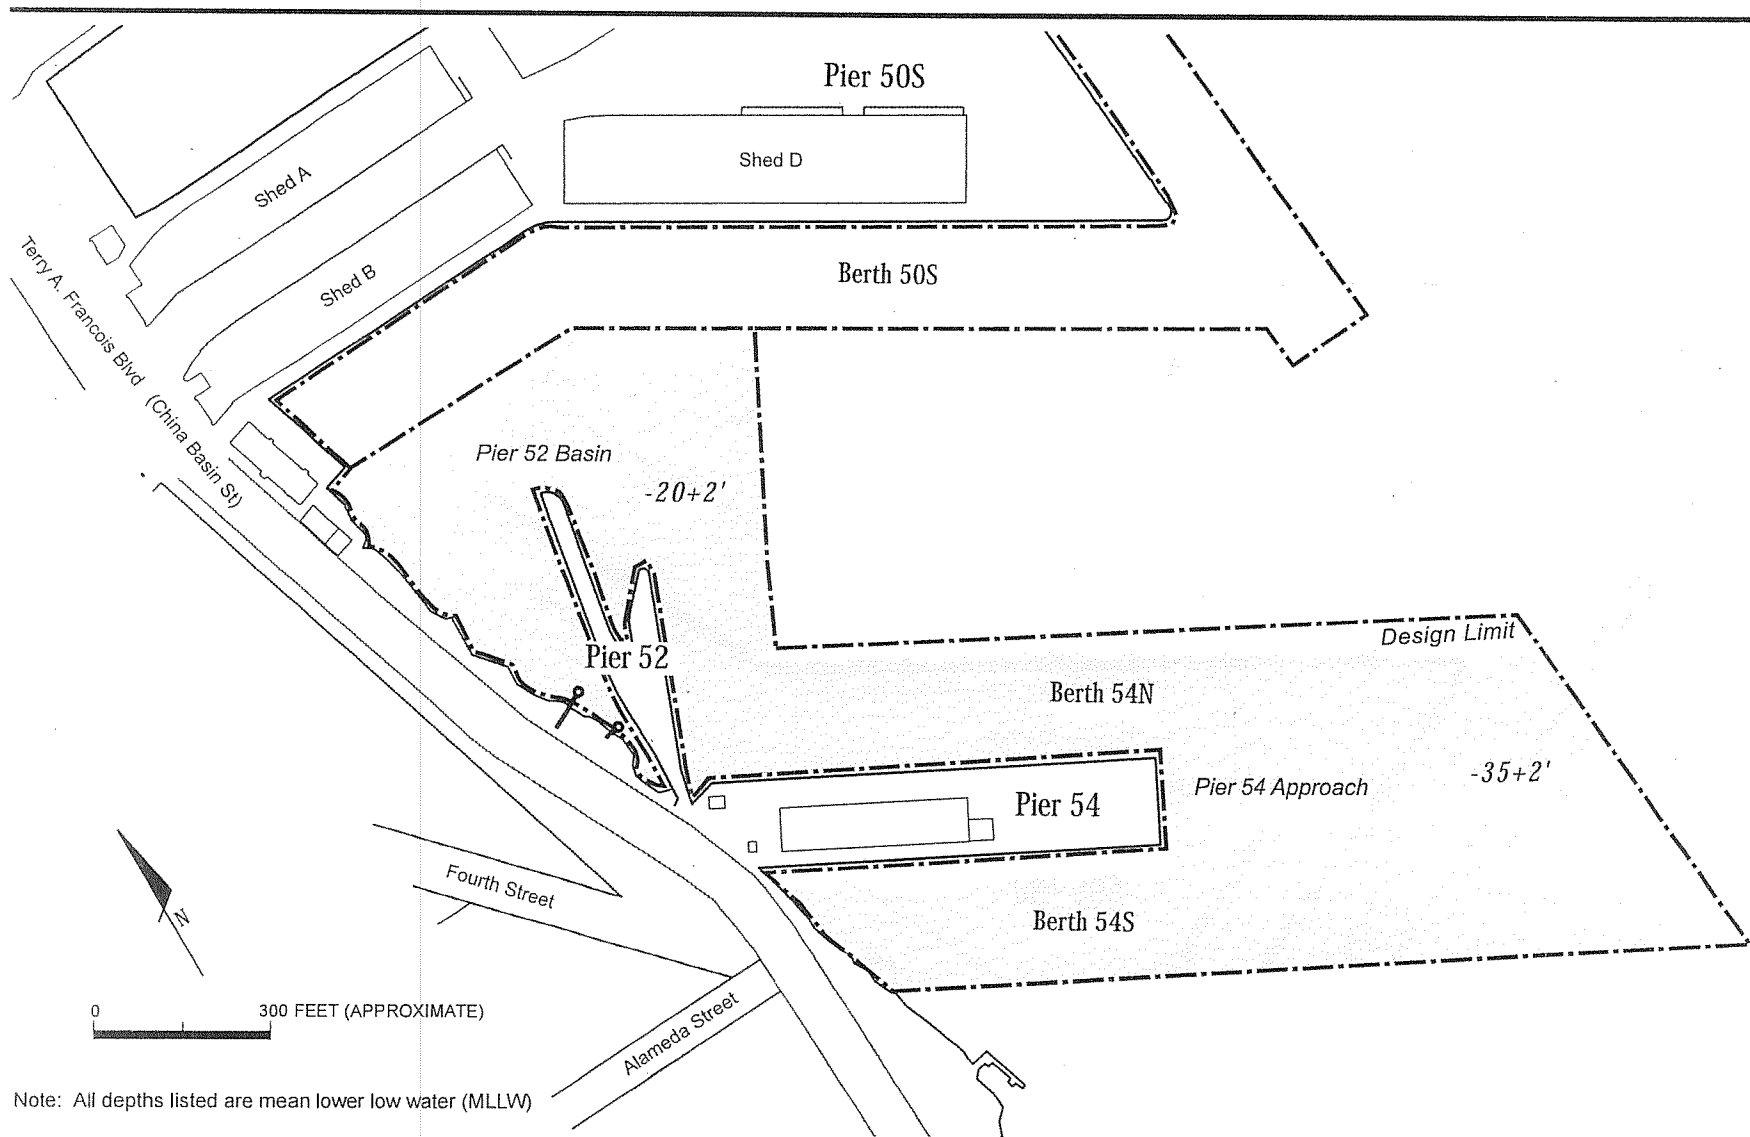 Pier 50S
Shed D
Shed A
Shed B
Terry A. Francois Blvd (China Basin St)
Berth 50S
Pier 52 Basin
-20+2'
Pier 52
Design Limit
Berth 54N
Pier 54 Approach
-35+2'
Pier 54
Berth 54S
Fourth Street
Alameda Street
N
0 300 FEET (APPROXIMATE)
Note: All depths listed are mean lower low water (MLLW)